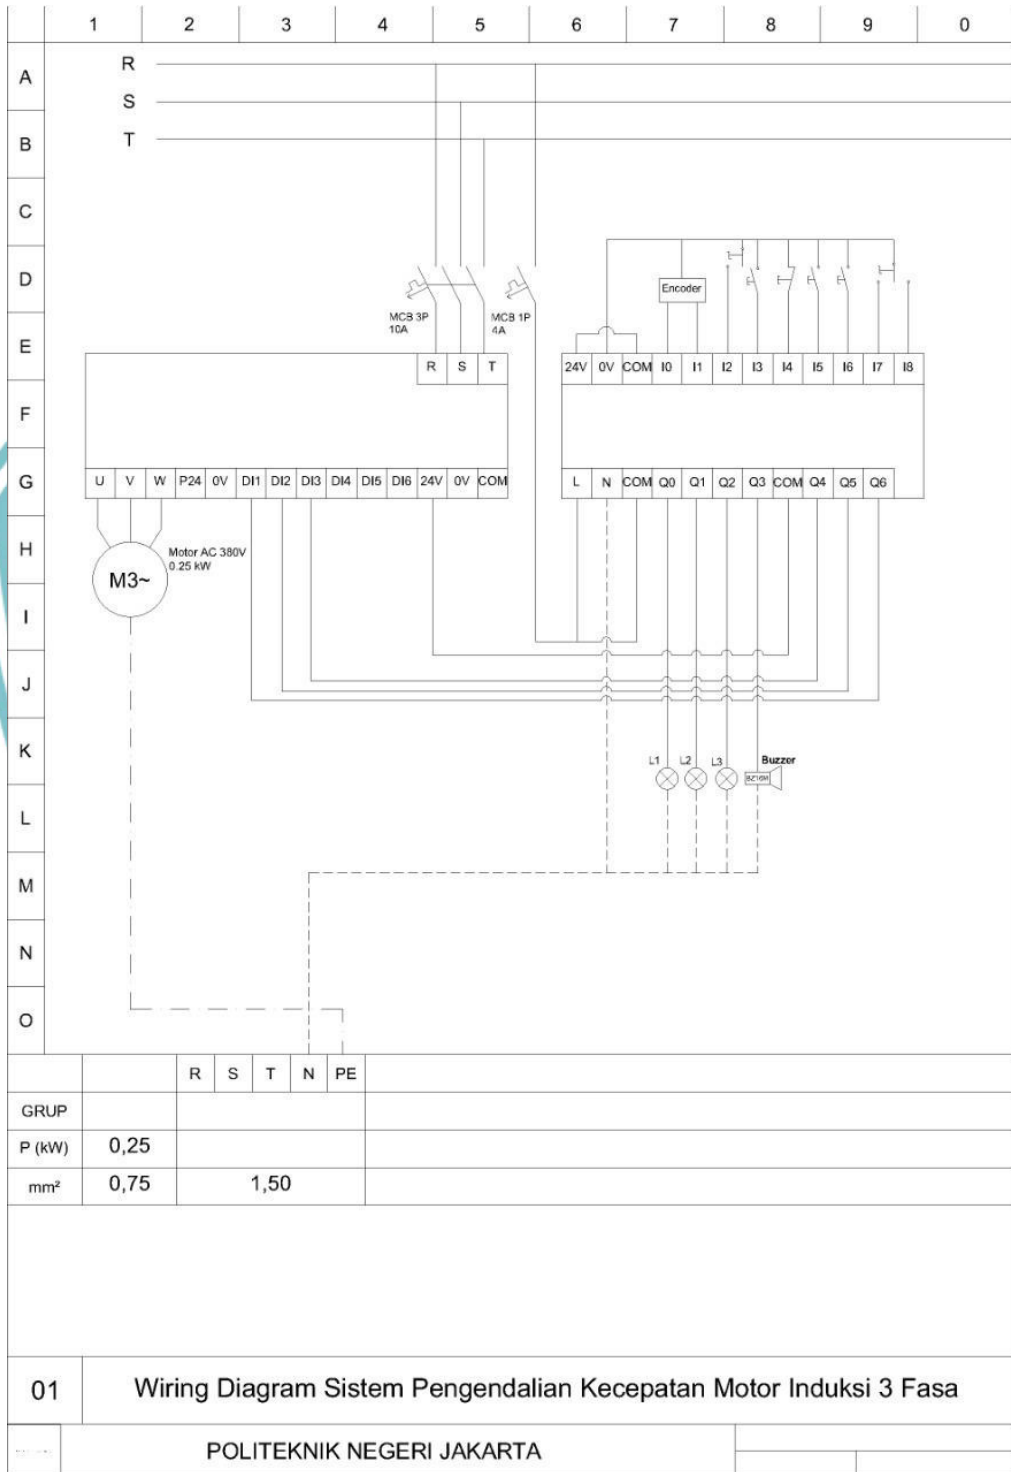 1 2 3 4 5 6 7 8 9 0
A
B
C
D
E
F
G
H
I
J
K
L
M
N
O
R
S
T
MCB 3P
10A
MCB 1P
4A
Encoder
R S T
24V 0V COM I0 I1 I2 I3 I4 I5 I6 I7 I8
U V W P24 0V DI1 DI2 DI3 DI4 DI5 DI6 24V 0V COM
L N COM Q0 Q1 Q2 Q3 COM Q4 Q5 Q6
M3~
Motor AC 380V
0.25 kW
L1 L2 L3 Buzzer
R S T N PE
GRUP
P (kW) 0,25
mm² 0,75 1,50
01 Wiring Diagram Sistem Pengendalian Kecepatan Motor Induksi 3 Fasa
POLITEKNIK NEGERI JAKARTA